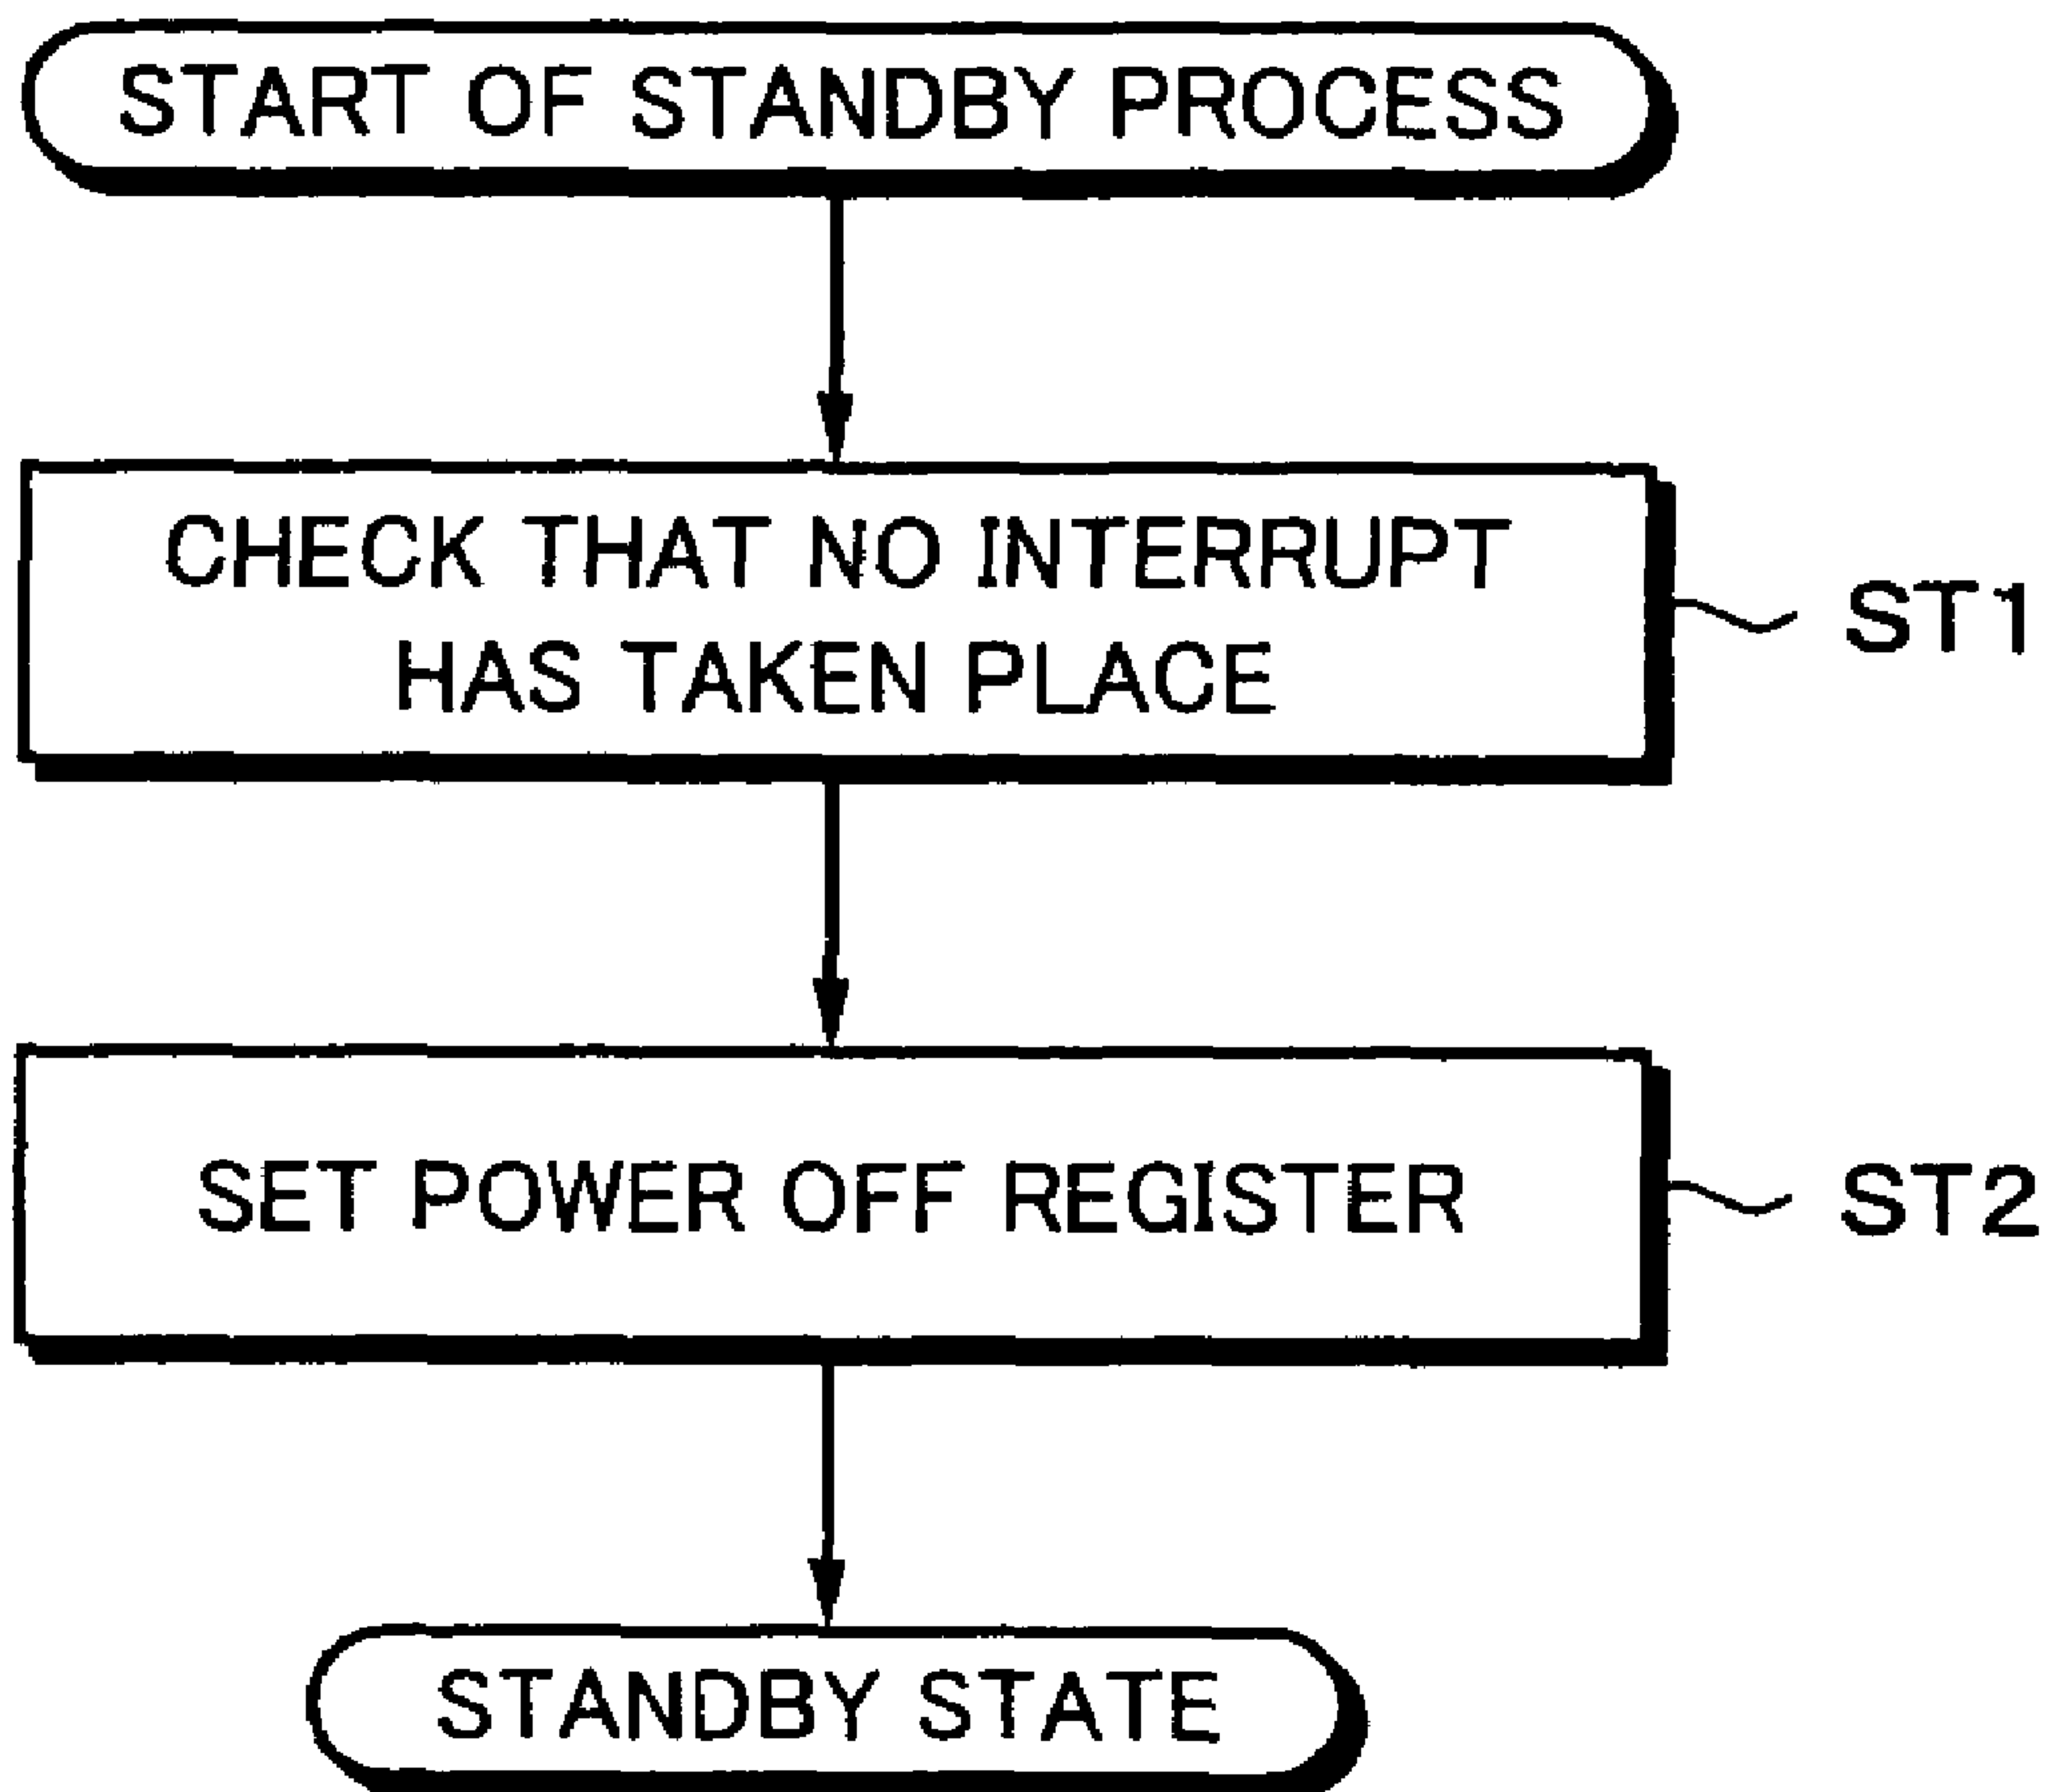 START OF STANDBY PROCESS
CHECK THAT NO INTERRUPT
HAS TAKEN PLACE
ST1
SET POWER OFF REGISTER
ST2
STANDBY STATE